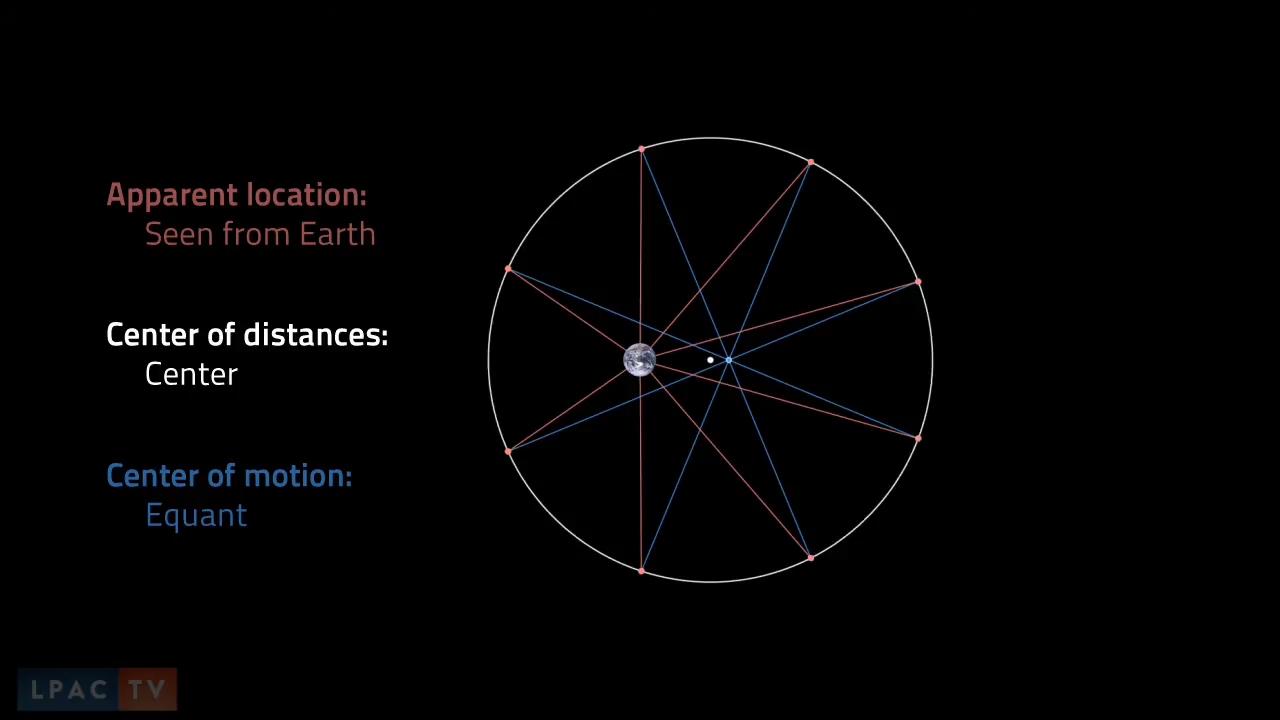 Apparent location:
Seen from Earth
Center of distances:
Center
Center of motion:
Equant
LPAC TV